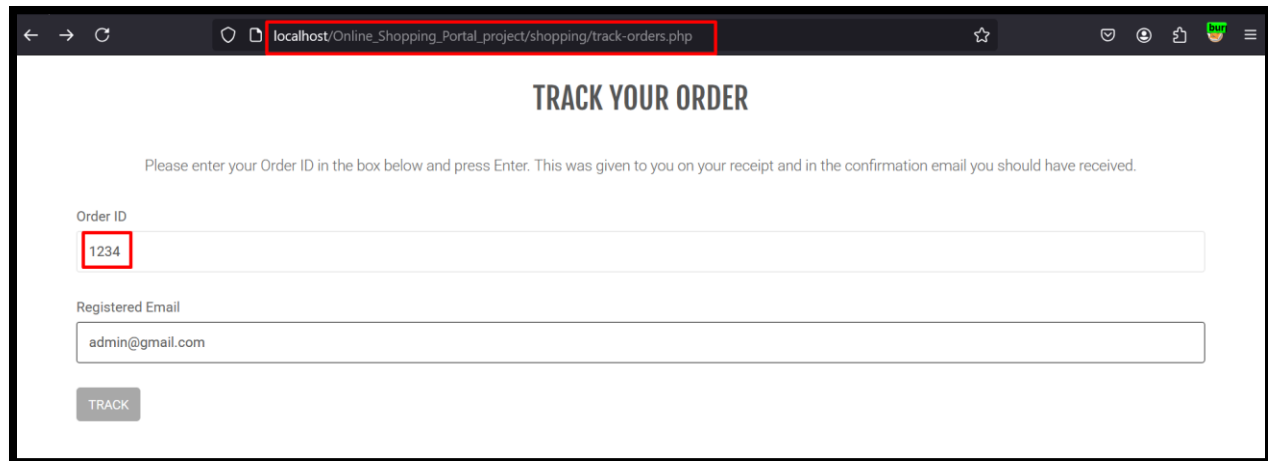 localhost/Online_Shopping_Portal_project/shopping/track-orders.php
bur
TRACK YOUR ORDER
Please enter your Order ID in the box below and press Enter. This was given to you on your receipt and in the confirmation email you should have received.
Order ID
1234
Registered Email
admin@gmail.com
TRACK